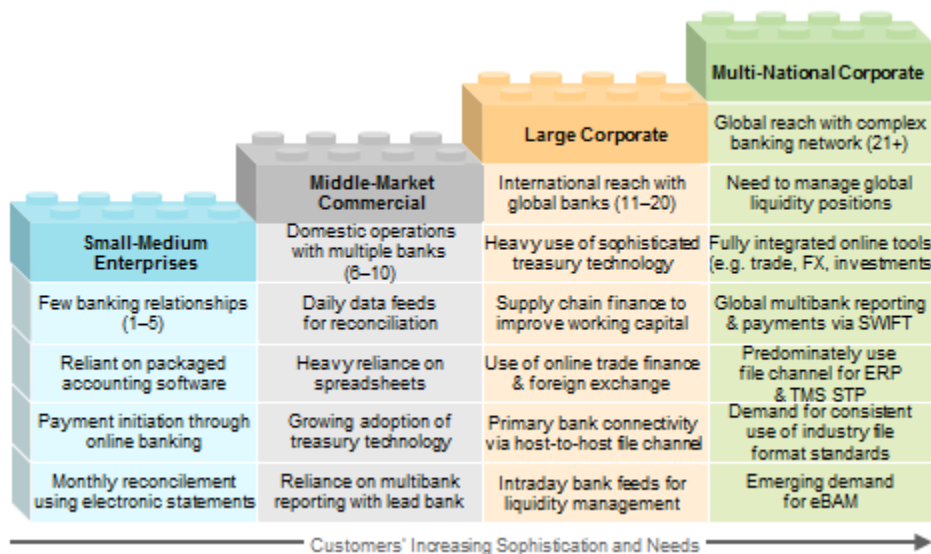 Small-Medium
Enterprises
Few banking relationships
(1–5)
Reliant on packaged
accounting software
Payment initiation through
online banking
Monthly reconcilement
using electronic statements
Middle-Market
Commercial
Domestic operations
with multiple banks
(6–10)
Daily data feeds
for reconciliation
Heavy reliance on
spreadsheets
Growing adoption of
treasury technology
Reliance on multibank
reporting with lead bank
Large Corporate
International reach with
global banks (11–20)
Heavy use of sophisticated
treasury technology
Supply chain finance to
improve working capital
Use of online trade finance
& foreign exchange
Primary bank connectivity
via host-to-host file channel
Intraday bank feeds for
liquidity management
Multi-National Corporate
Global reach with complex
banking network (21+)
Need to manage global
liquidity positions
Fully integrated online tools
(e.g. trade, FX, investments
Global multibank reporting
& payments via SWIFT
Predominately use
file channel for ERP
& TMS STP
Demand for consistent
use of industry file
format standards
Emerging demand
for eBAM
Customers' Increasing Sophistication and Needs